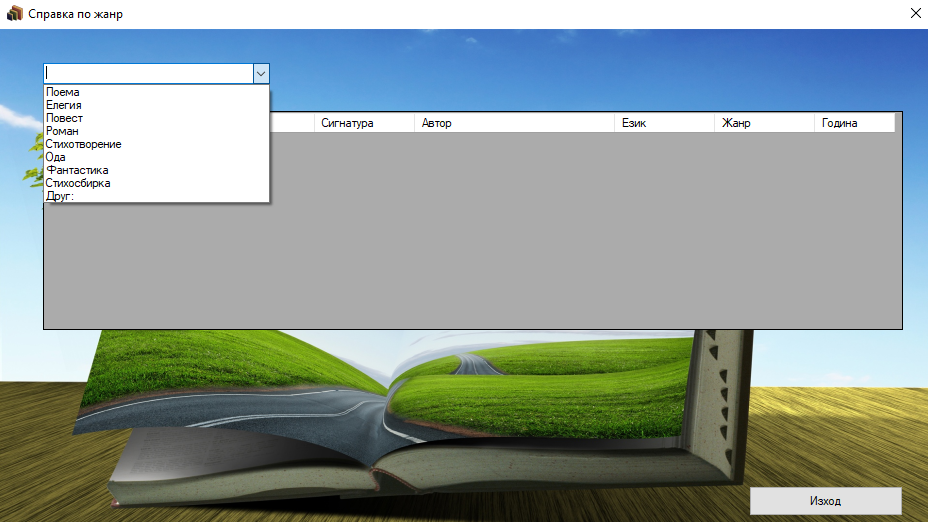 Справка по жанр
Поема
Елегия
Повест
Роман
Стихотворение
Ода
Фантастика
Стихосбирка
Друг:
Сигнатура Автор Език Жанр Година
Изход